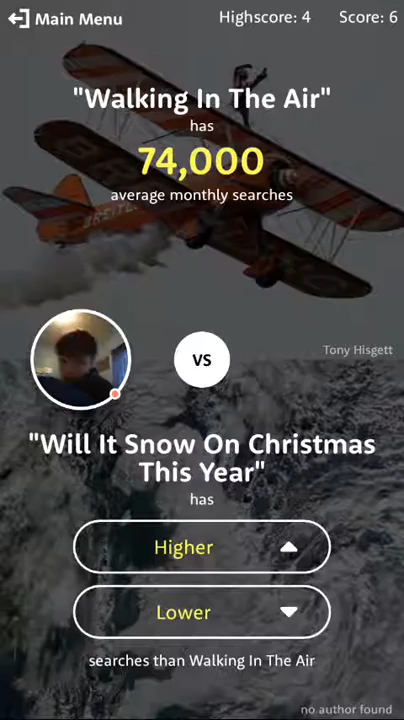 Main Menu
Highscore: 4
Score: 6
"Walking In The Air"
has
74,000
average monthly searches
Tony Hisgett
VS
"Will It Snow On Christmas
This Year"
has
Higher
Lower
searches than Walking In The Air
no author found